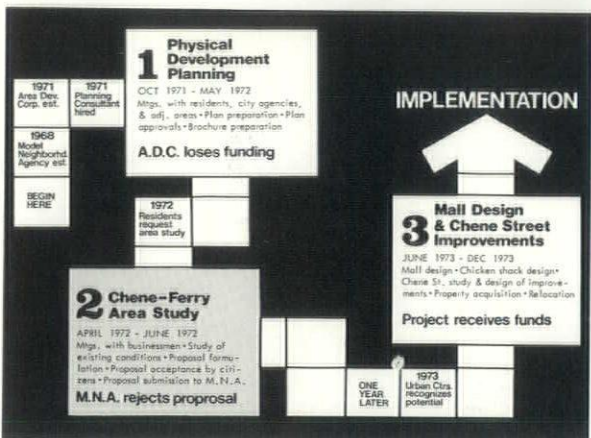 BEGIN
HERE
1968
Model
Neighborhd.
Agency est.
1971
Area Dev.
Corp. est.
1971
Planning
Consultant
hired
1 Physical
Development
Planning
OCT 1971 - MAY 1972
Mtgs. with residents, city agencies,
& adj. areas • Plan preparation • Plan
approvals • Brochure preparation
A.D.C. loses funding
1972
Residents
request
area study
2 Chene-Ferry
Area Study
APRIL 1972 - JUNE 1972
Mtgs. with businessmen • Study of
existing conditions • Proposal formu-
lation • Proposal acceptance by citi-
zens • Proposal submission to M.N.A.
M.N.A. rejects proprosal
ONE
YEAR
LATER
1973
Urban Ctrs.
recognizes
potential
3 Mall Design
& Chene Street
Improvements
JUNE 1973 - DEC 1973
Mall design • Chicken shack design •
Chene St. study & design of improve-
ments • Property acquisition • Relocation
Project receives funds
IMPLEMENTATION